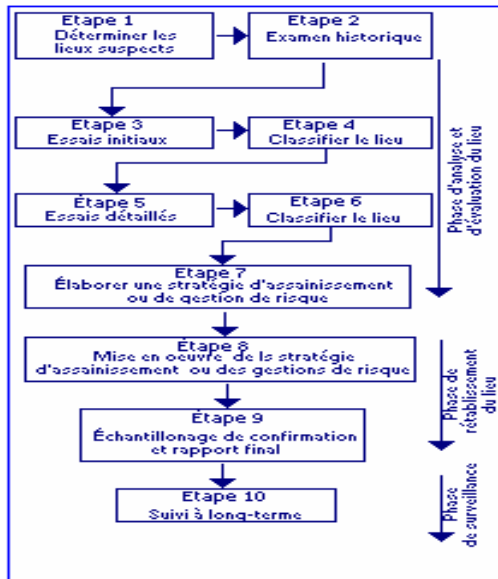 Etape 1
Déterminer les
lieux suspects
Etape 2
Examen historique
Etape 3
Essais initiaux
Etape 4
Classifier le lieu
Étape 5
Essais détaillés
Etape 6
Classifier le lieu
Etape 7
Élaborer une stratégie d'assainissement
ou de gestion de risque
Étape 8
Mise en oeuvre de la stratégie
d'assainissement ou des gestions de risque
Étape 9
Échantillonage de confirmation
et rapport final
Etape 10
Suivi à long-terme
Phase d'analyse et
d'évaluation du lieu
Phase de
rétablissement
du lieu
Phase
de surveillance